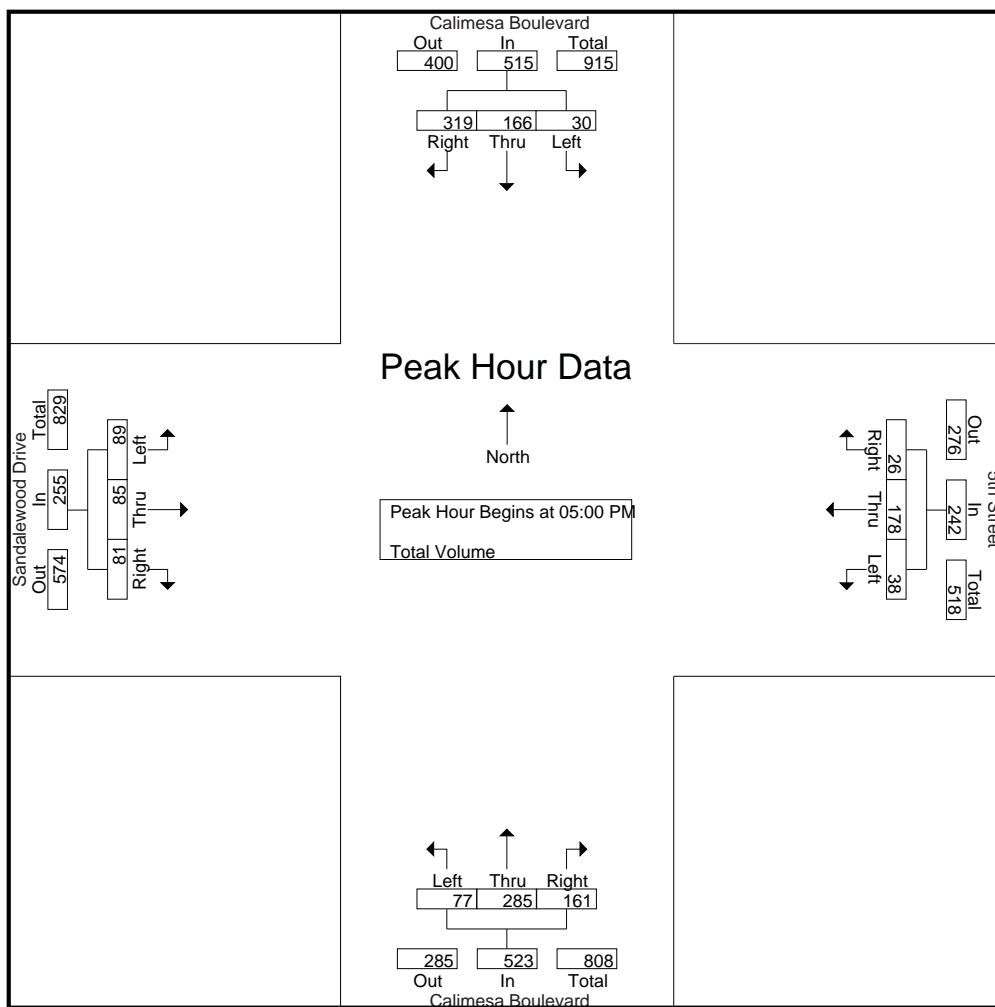 Calimesa Boulevard
Out In Total
400 515 915
319 166 30
Right Thru Left
Peak Hour Data
North
Peak Hour Begins at 05:00 PM
Total Volume
Sandalewood Drive
Total In Out
829 255 574
89 85 81
Left Thru Right
Right Thru Left
26 178 38
Out In Total
276 242 518
5th Street
Left Thru Right
77 285 161
285 523 808
Out In Total
Calimesa Boulevard